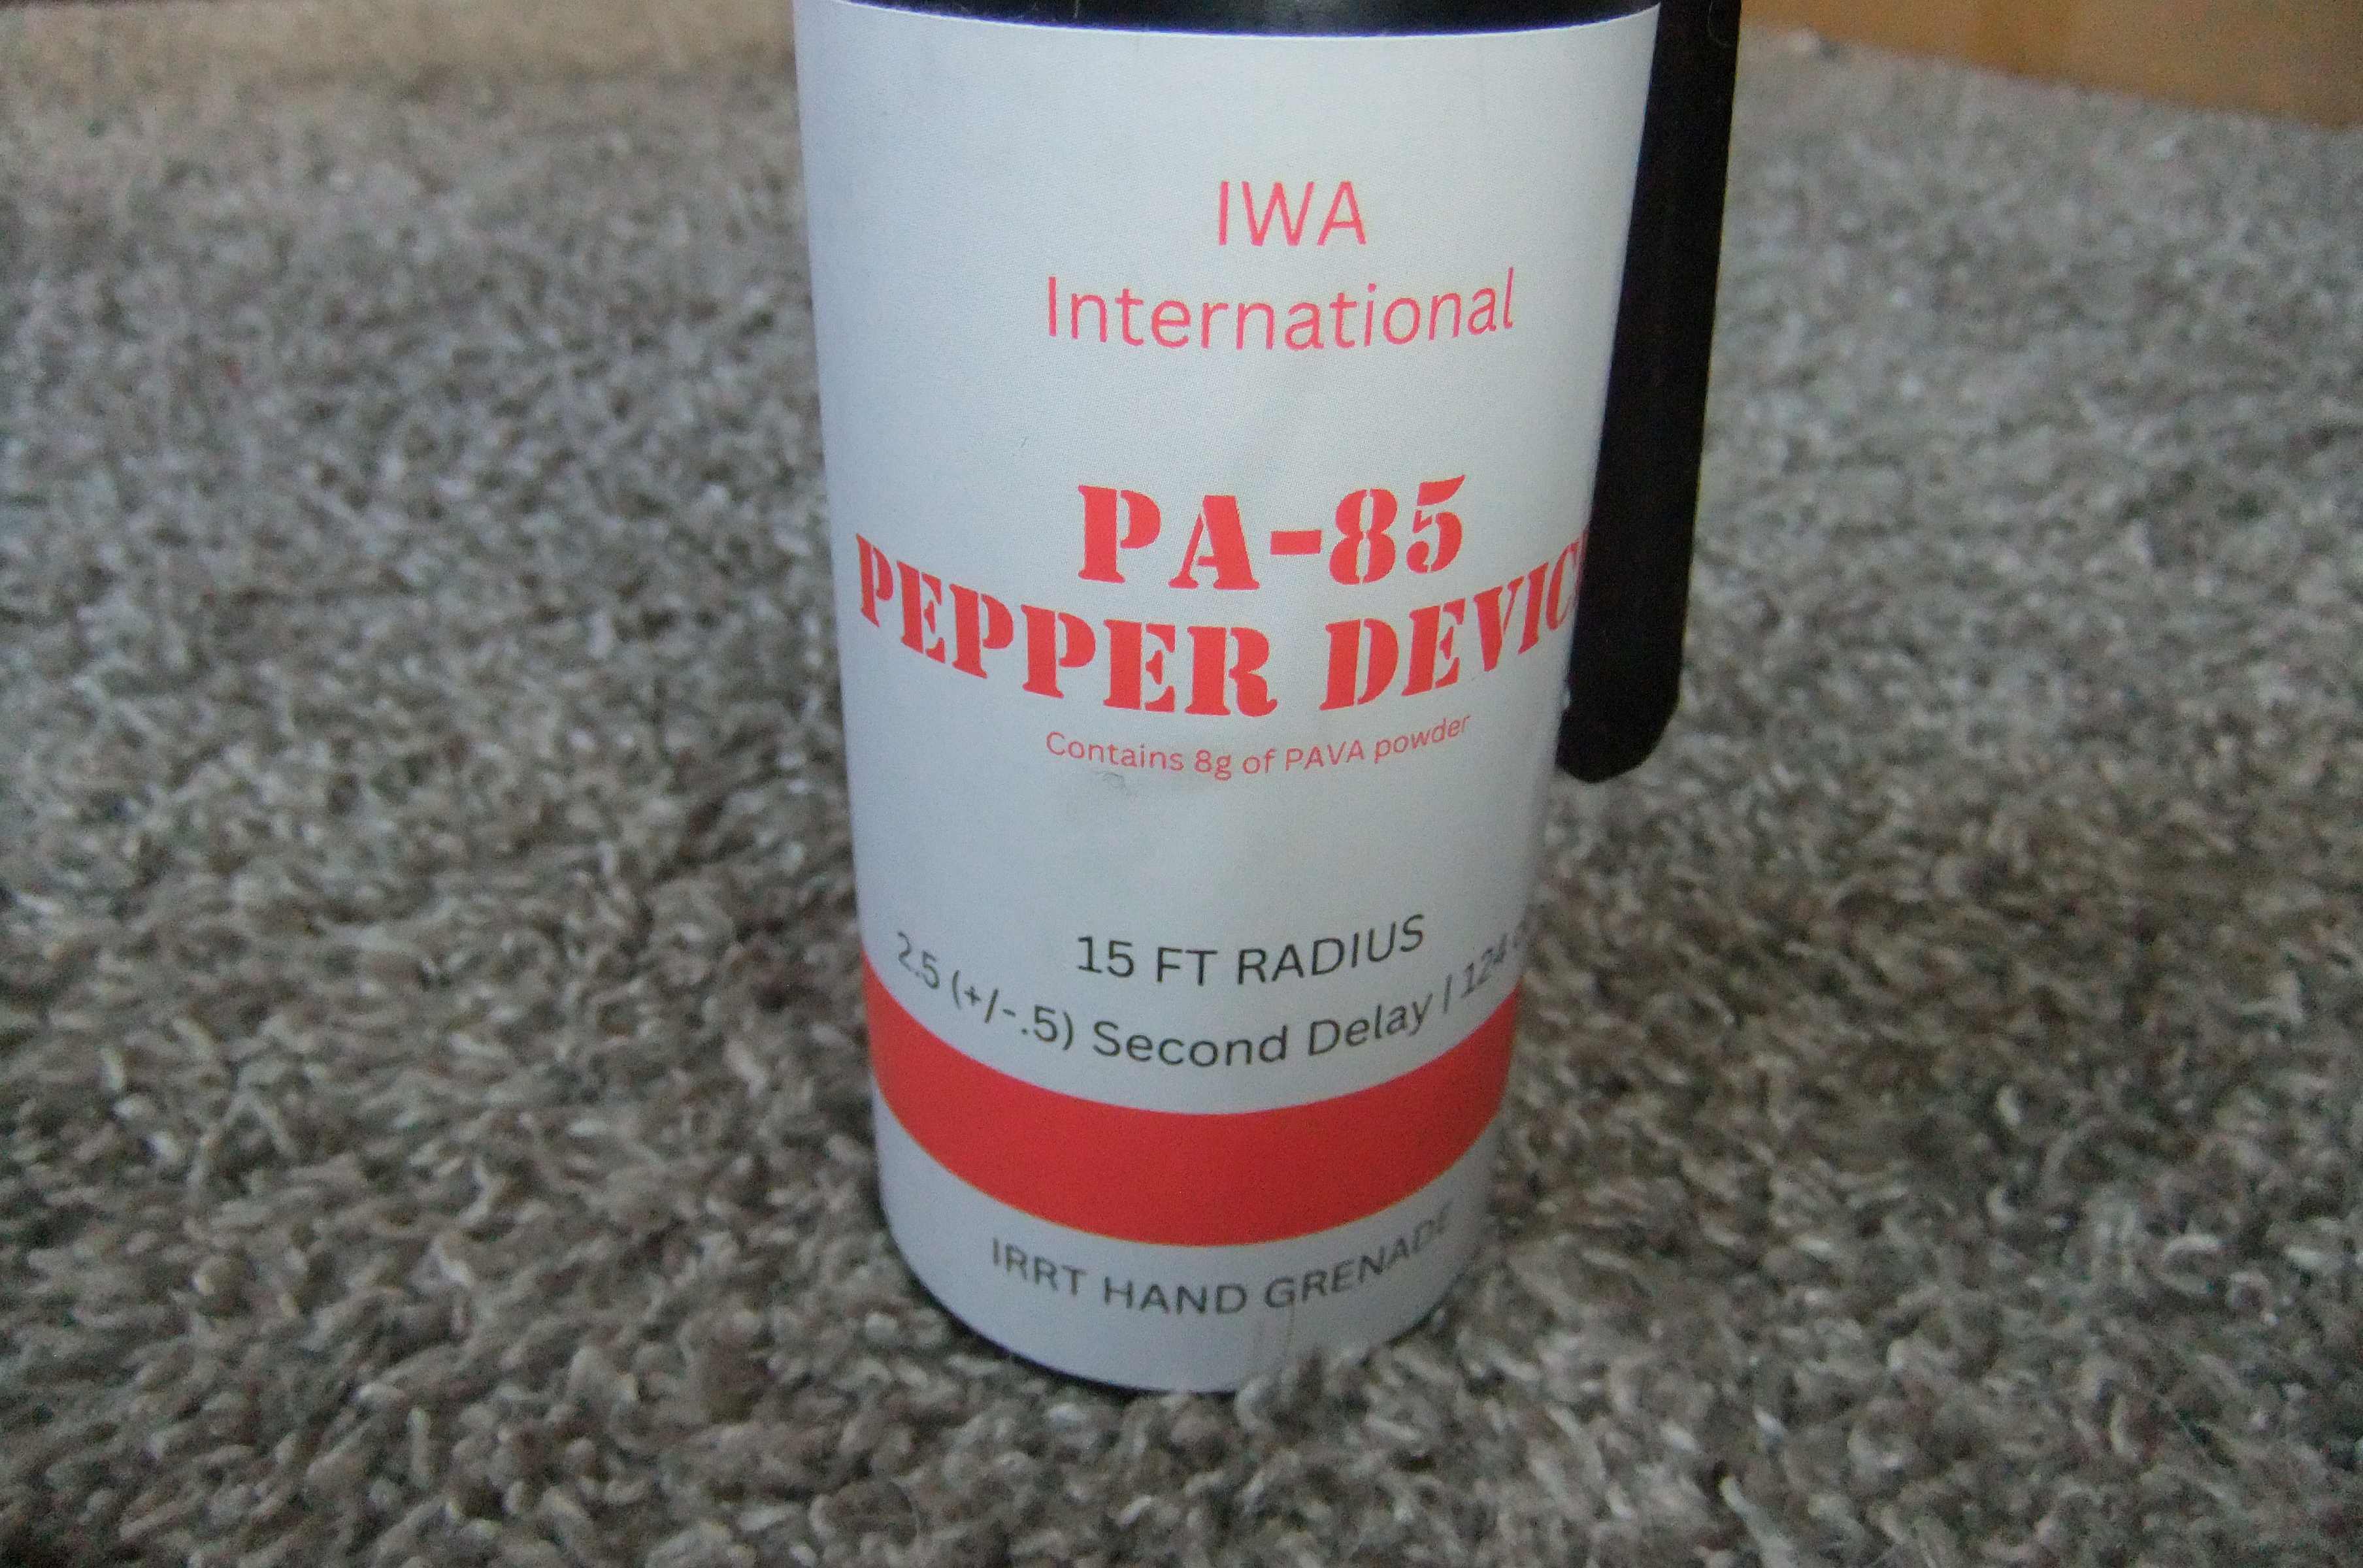 IWA
International
PA-85
PEPPER DEVIC
Contains 8g of PAVA powder
15 FT RADIUS
2.5 (+/-.5) Second Delay | 124
IRRT HAND GRENADE